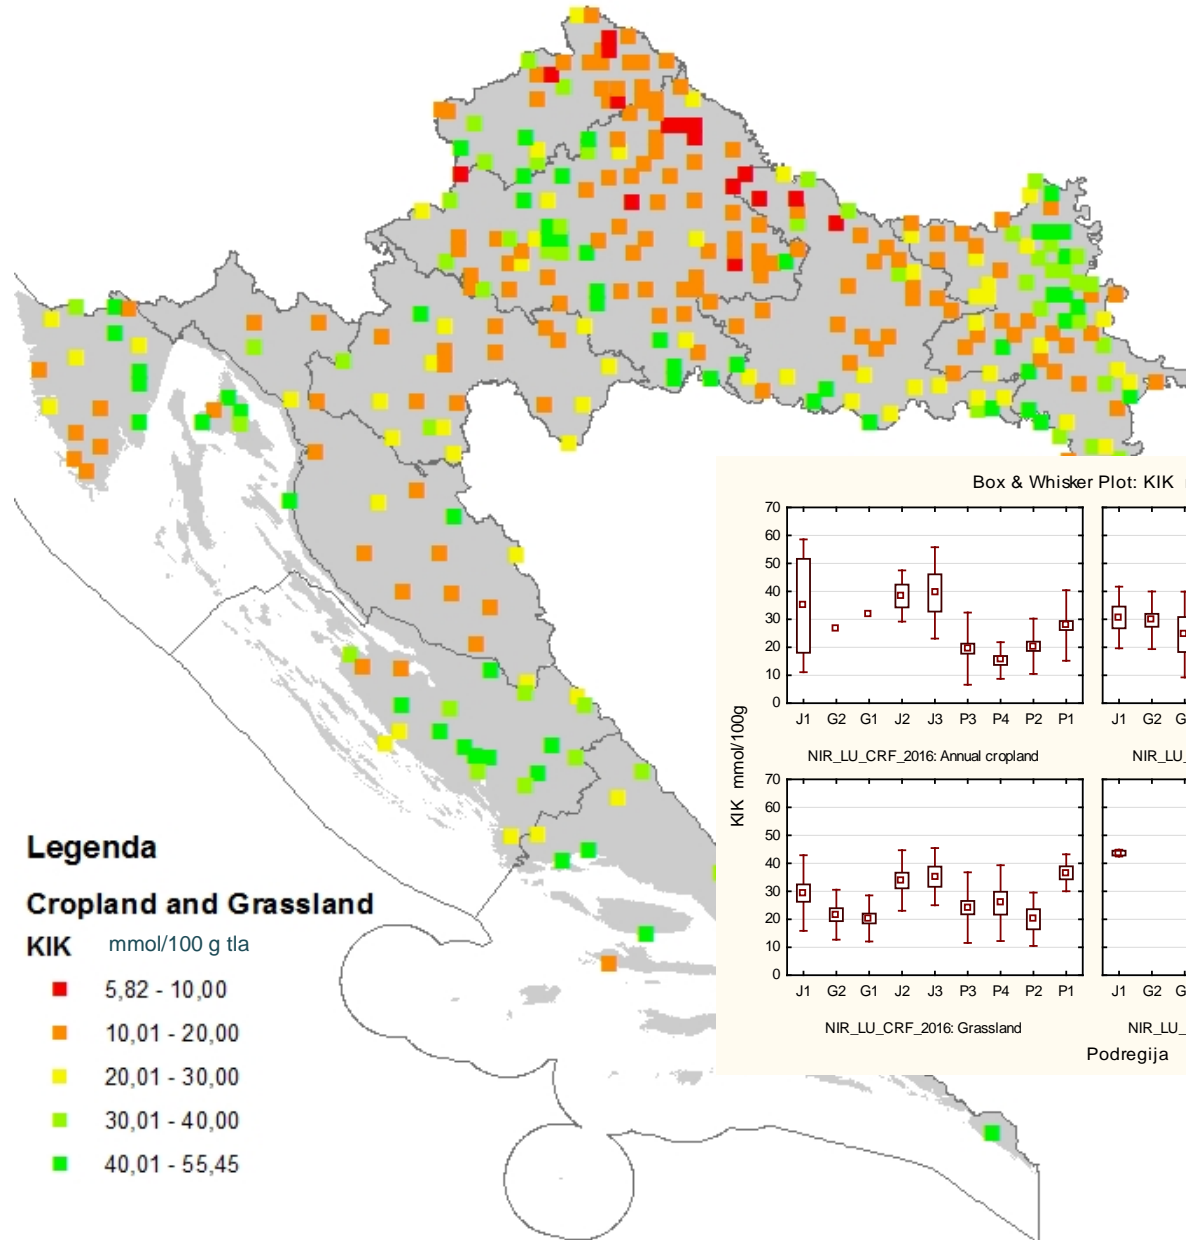 Legenda
Cropland and Grassland
KIK mmol/100 g tla
5,82 - 10,00
10,01 - 20,00
20,01 - 30,00
30,01 - 40,00
40,01 - 55,45
Box & Whisker Plot: KIK
KIK mmol/100g
70
60
50
40
30
20
10
0
J1 G2 G1 J2 J3 P3 P4 P2 P1
NIR_LU_CRF_2016: Annual cropland
J1 G2 G
NIR_LU_
70
60
50
40
30
20
10
0
J1 G2 G1 J2 J3 P3 P4 P2 P1
NIR_LU_CRF_2016: Grassland
J1 G2 G
NIR_LU_
Podregija